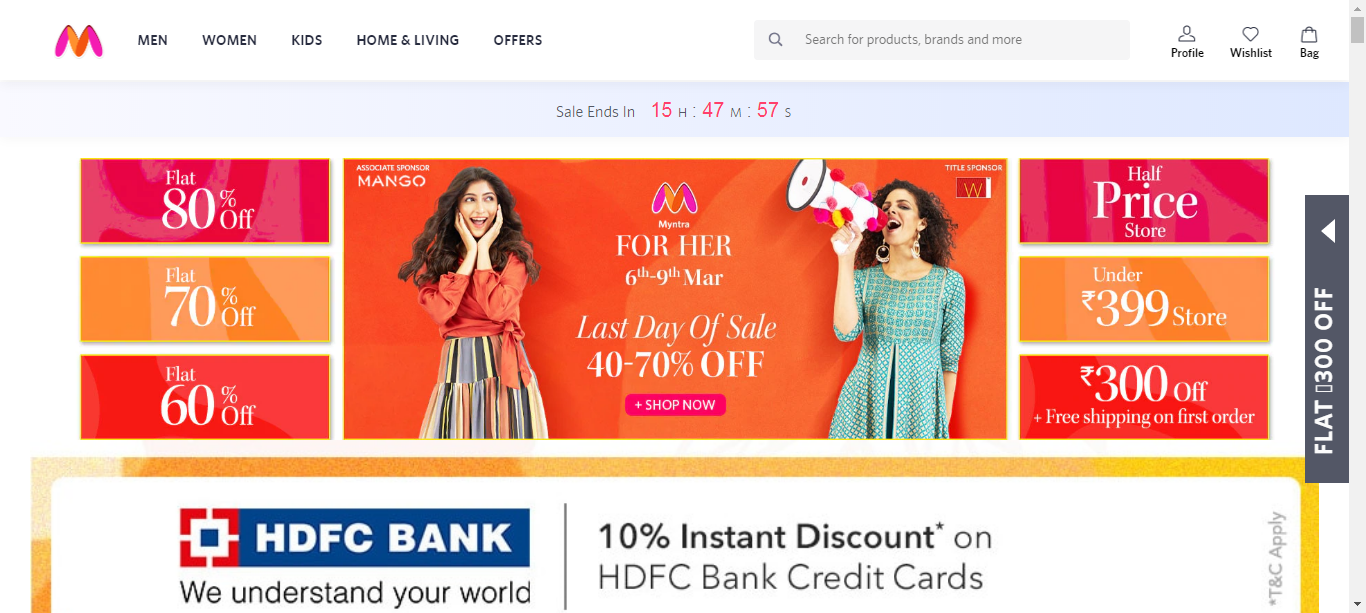 MEN
WOMEN
KIDS
HOME & LIVING
OFFERS
Search for products, brands and more
Profile
Wishlist
Bag
Sale Ends In 15 H : 47 M : 57 S
Flat
80%
Off
Flat
70%
Off
Flat
60%
Off
ASSOCIATE SPONSOR
MANGO
TITLE SPONSOR
W
Myntra
FOR HER
6th-9th Mar
Last Day Of Sale
40-70% OFF
+ SHOP NOW
Half
Price
Store
Under
₹399 Store
₹300 Off
+ Free shipping on first order
FLAT ▯300 OFF
HDFC BANK
We understand your world
10% Instant Discount* on
HDFC Bank Credit Cards
*T&C Apply